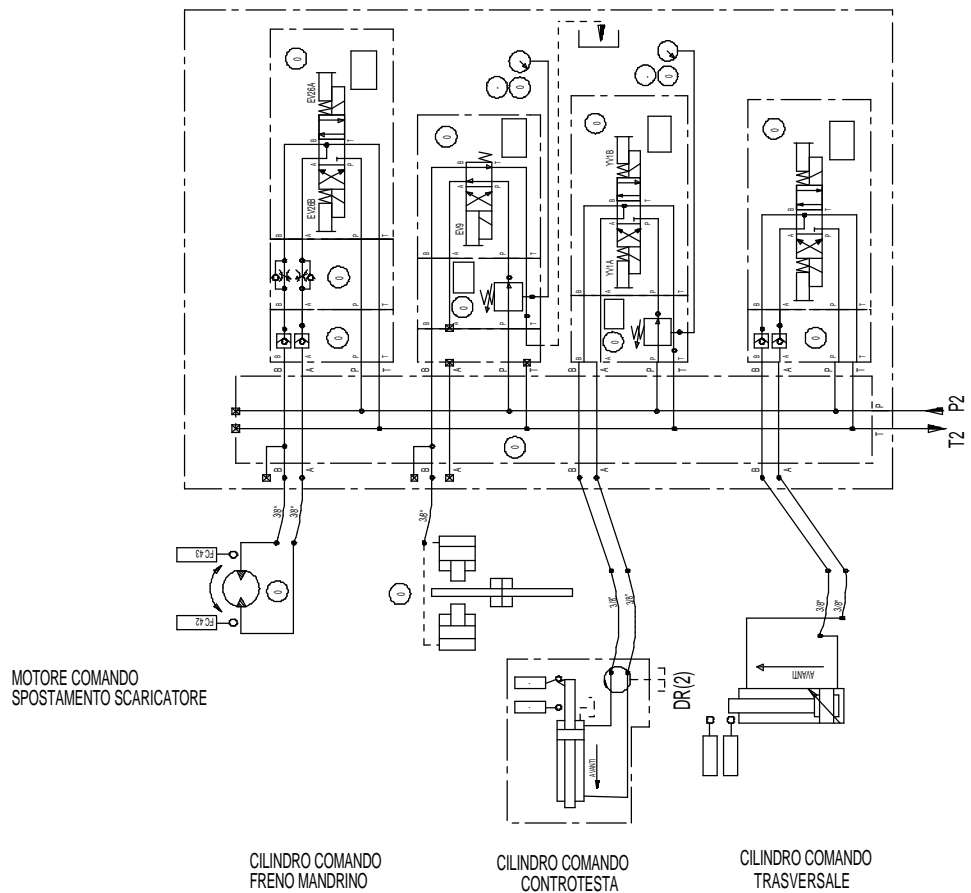 EV26A
EV26B
EV9
YV1B
YV1A
B
A
P
T
B
A
P
T
B
A
P
T
B
A
P
T
P
T
P2
T2
B
A
B
A
B
A
B
A
3/8"
3/8"
3/8"
3/8"
3/8"
3/8"
3/8"
FC 43
FC 42
MOTORE COMANDO
SPOSTAMENTO SCARICATORE
DR(2)
AVANTI
AVANTI
CILINDRO COMANDO
FRENO MANDRINO
CILINDRO COMANDO
CONTROTESTA
CILINDRO COMANDO
TRASVERSALE